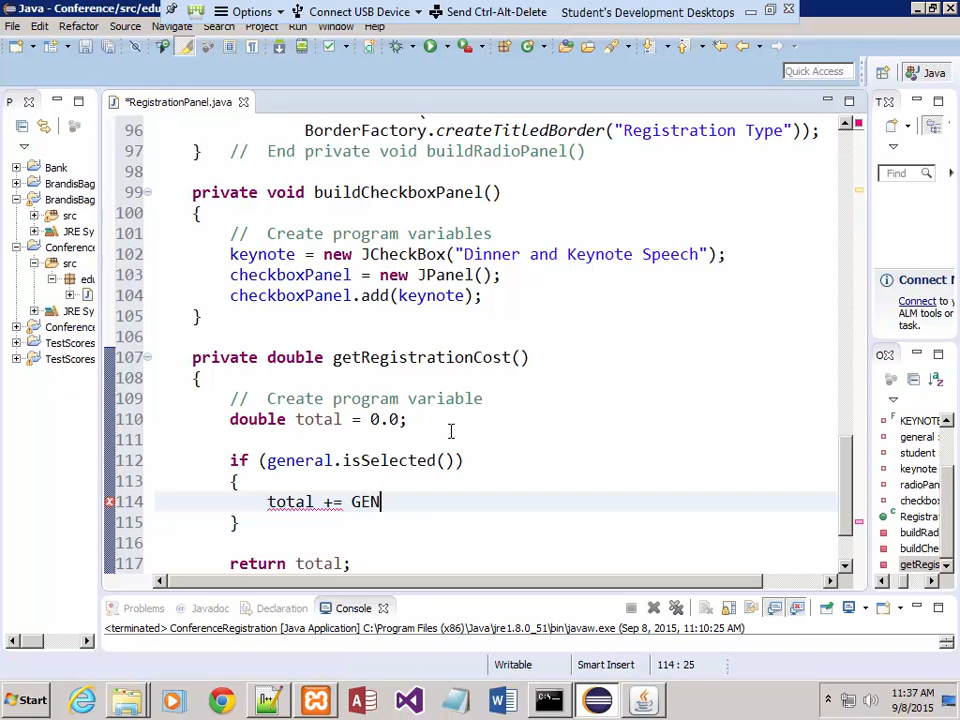 Java - Conference/src/edu
Options
Connect USB Device
Send Ctrl-Alt-Delete
Student's Development Desktops
File Edit Refactor Source Navigate Search Project Run Window Help
Quick Access
Java
P
*RegistrationPanel.java
T
Bank
BrandisBag
BrandisBag
src
JRE Sy
Conference
src
edu
JRE Sy
Conference
TestScores
TestScores
96 BorderFactory.createTitledBorder("Registration Type"));
97 } // End private void buildRadioPanel()
98
99 private void buildCheckboxPanel()
100 {
101 // Create program variables
102 keynote = new JCheckBox("Dinner and Keynote Speech");
103 checkboxPanel = new JPanel();
104 checkboxPanel.add(keynote);
105 }
106
107 private double getRegistrationCost()
108 {
109 // Create program variable
110 double total = 0.0;
111
112 if (general.isSelected())
113 {
114 total += GEN
115 }
116
117 return total;
Find
Connect M
Connect to
ALM tools or
task.
O
KEYNOTE
general
student
keynote
radioPan
checkbox
Registra
buildRad
buildChe
getRegis
Problems
Javadoc
Declaration
Console
<terminated> ConferenceRegistration [Java Application] C:\Program Files (x86)\Java\jre1.8.0_51\bin\javaw.exe (Sep 8, 2015, 11:10:25 AM)
Writable
Smart Insert
114 : 25
Start
11:37 AM
9/8/2015